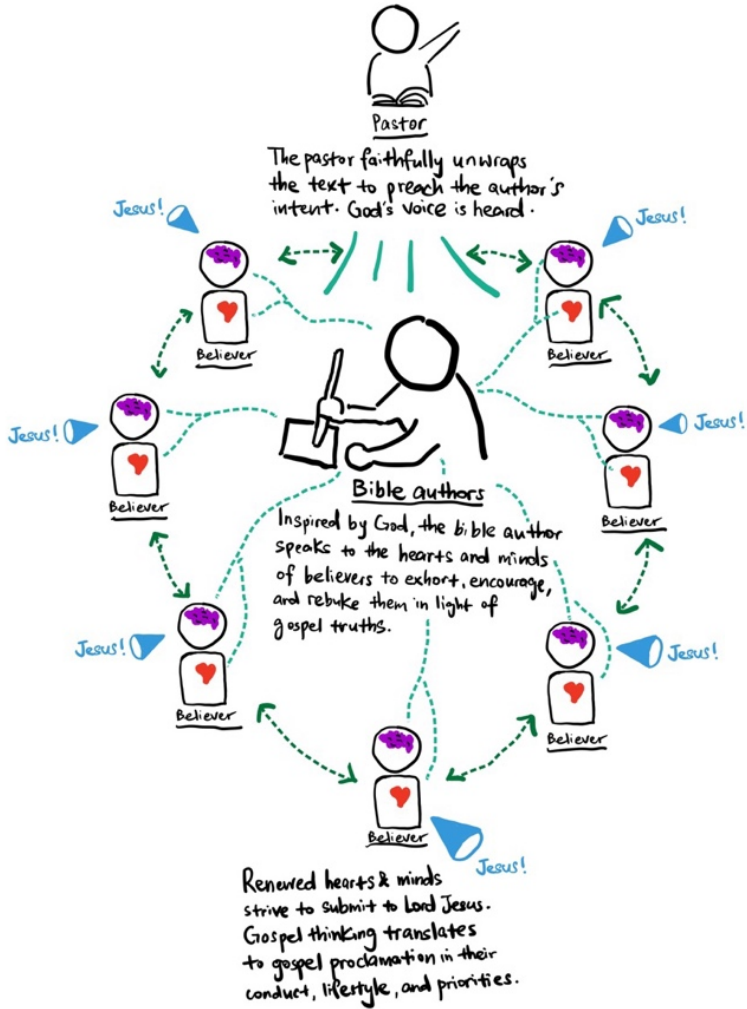 Pastor
The pastor faithfully unwraps
the text to preach the author's
intent. God's voice is heard.
Jesus!
Jesus!
Believer
Believer
Jesus!
Jesus!
Believer
Believer
Bible authors
Inspired by God, the bible author
speaks to the hearts and minds
of believers to exhort, encourage,
and rebuke them in light of
gospel truths.
Jesus!
Jesus!
Believer
Believer
Believer
Jesus!
Renewed hearts & minds
strive to submit to Lord Jesus.
Gospel thinking translates
to gospel proclamation in their
conduct, lifestyle, and priorities.